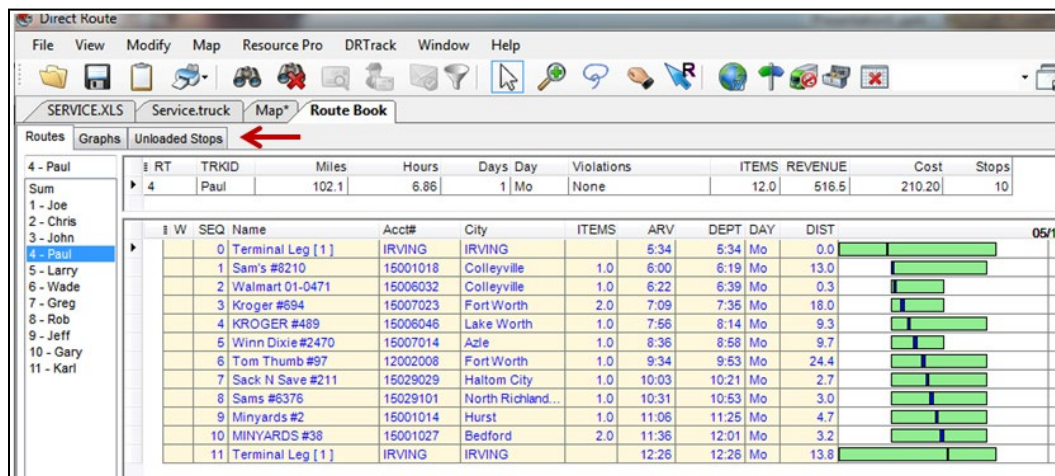 Direct Route
File View Modify Map Resource Pro DRTrack Window Help
R
SERVICE.XLS Service.truck Map* Route Book
Routes Graphs Unloaded Stops
4 - Paul
Sum
1 - Joe
2 - Chris
3 - John
4 - Paul
5 - Larry
6 - Wade
7 - Greg
8 - Rob
9 - Jeff
10 - Gary
11 - Karl
RT TRKID Miles Hours Days Day Violations ITEMS REVENUE Cost Stops
4 Paul 102.1 6.86 1 Mo None 12.0 516.5 210.20 10
W SEQ Name Acct# City ITEMS ARV DEPT DAY DIST 05/1
0 Terminal Leg [ 1 ] IRVING IRVING 5:34 5:34 Mo 0.0
1 Sam's #8210 15001018 Colleyville 1.0 6:00 6:19 Mo 13.0
2 Walmart 01-0471 15006032 Colleyville 1.0 6:22 6:39 Mo 0.3
3 Kroger #694 15007023 Fort Worth 2.0 7:09 7:35 Mo 18.0
4 KROGER #489 15006046 Lake Worth 1.0 7:56 8:14 Mo 9.3
5 Winn Dixie #2470 15007014 Azle 1.0 8:36 8:58 Mo 9.7
6 Tom Thumb #97 12002008 Fort Worth 1.0 9:34 9:53 Mo 24.4
7 Sack N Save #211 15029029 Haltom City 1.0 10:03 10:21 Mo 2.7
8 Sams #6376 15029101 North Richland... 1.0 10:31 10:53 Mo 3.0
9 Minyards #2 15001014 Hurst 1.0 11:06 11:25 Mo 4.7
10 MINYARDS #38 15001027 Bedford 2.0 11:36 12:01 Mo 3.2
11 Terminal Leg [ 1 ] IRVING IRVING 12:26 12:26 Mo 13.8